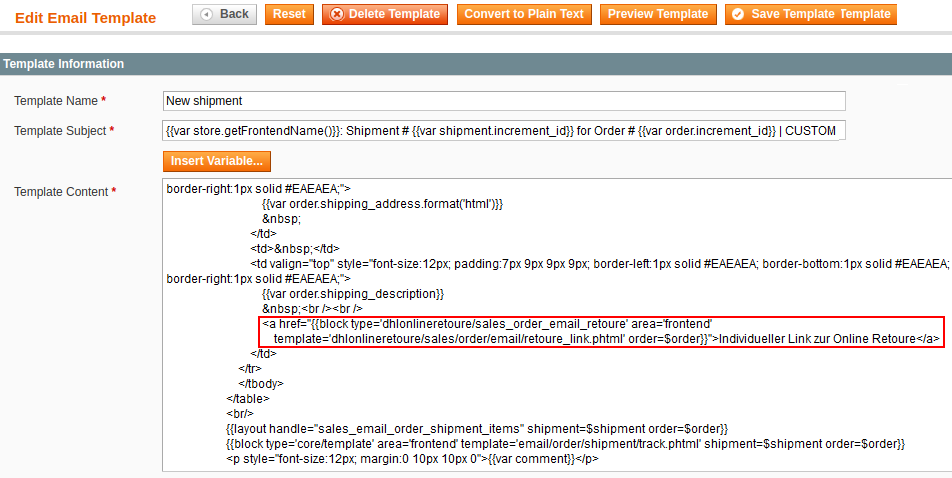 Edit Email Template
Back Reset Delete Template Convert to Plain Text Preview Template Save Template Template
Template Information
Template Name * New shipment
Template Subject * {{var store.getFrontendName()}}: Shipment # {{var shipment.increment_id}} for Order # {{var order.increment_id}} | CUSTOM
Insert Variable...
Template Content *
border-right:1px solid #EAEAEA;">
{{var order.shipping_address.format('html')}}
&nbsp;
</td>
<td>&nbsp;</td>
<td valign="top" style="font-size:12px; padding:7px 9px 9px 9px; border-left:1px solid #EAEAEA; border-bottom:1px solid #EAEAEA;
border-right:1px solid #EAEAEA;">
{{var order.shipping_description}}
&nbsp;<br /><br />
<a href="{{block type='dhlonlineretoure/sales_order_email_retoure' area='frontend'
template='dhlonlineretoure/sales/order/email/retoure_link.phtml' order=$order}}">Individueller Link zur Online Retoure</a>
</td>
</tr>
</tbody>
</table>
<br/>
{{layout handle="sales_email_order_shipment_items" shipment=$shipment order=$order}}
{{block type='core/template' area='frontend' template='email/order/shipment/track.phtml' shipment=$shipment order=$order}}
<p style="font-size:12px; margin:0 10px 10px 0">{{var comment}}</p>